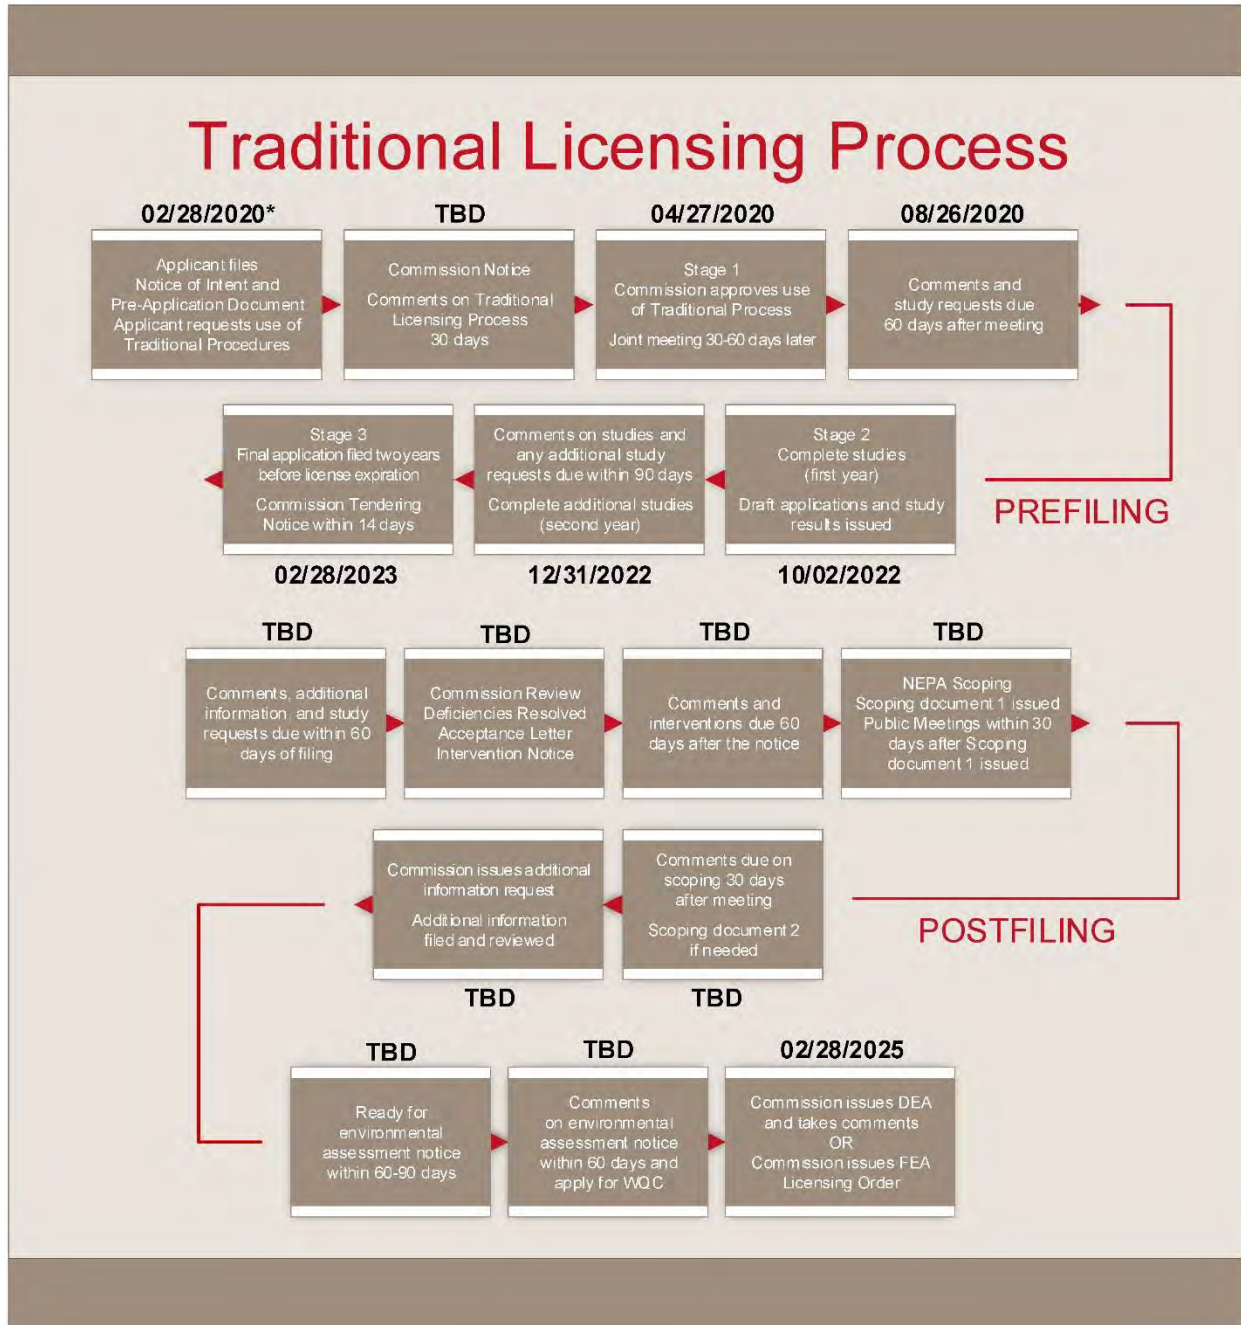 Traditional Licensing Process
02/28/2020*
Applicant files
Notice of Intent and
Pre-Application Document
Applicant requests use of
Traditional Procedures
TBD
Commission Notice
Comments on Traditional
Licensing Process
30 days
04/27/2020
Stage 1
Commission approves use
of Traditional Process
Joint meeting 30-60 days later
08/26/2020
Comments and
study requests due
60 days after meeting
PREFILING
Stage 2
Complete studies
(first year)
Draft applications and study
results issued
10/02/2022
Comments on studies and
any additional study
requests due within 90 days
Complete additional studies
(second year)
12/31/2022
Stage 3
Final application filed two years
before license expiration
Commission Tendering
Notice within 14 days
02/28/2023
TBD
Comments, additional
information, and study
requests due within 60
days of filing
TBD
Commission Review
Deficiencies Resolved
Acceptance Letter
Intervention Notice
TBD
Comments and
interventions due 60
days after the notice
TBD
NEPA Scoping
Scoping document 1 issued
Public Meetings within 30
days after Scoping
document 1 issued
POSTFILING
Comments due on
scoping 30 days
after meeting
Scoping document 2
if needed
TBD
Commission issues additional
information request
Additional information
filed and reviewed
TBD
TBD
Ready for
environmental
assessment notice
within 60-90 days
TBD
Comments
on environmental
assessment notice
within 60 days and
apply for WQC
02/28/2025
Commission issues DEA
and takes comments
OR
Commission issues FEA
Licensing Order